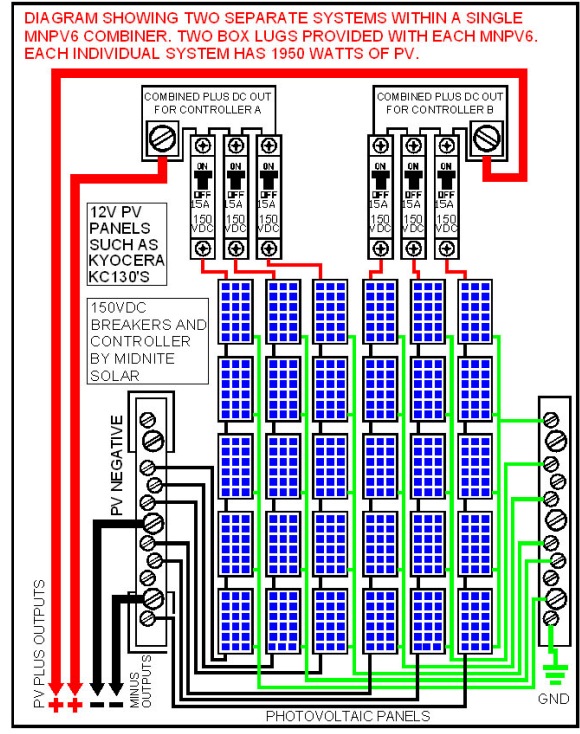 DIAGRAM SHOWING TWO SEPARATE SYSTEMS WITHIN A SINGLE
MNPV6 COMBINER. TWO BOX LUGS PROVIDED WITH EACH MNPV6.
EACH INDIVIDUAL SYSTEM HAS 1950 WATTS OF PV.
COMBINED PLUS DC OUT
FOR CONTROLLER A
COMBINED PLUS DC OUT
FOR CONTROLLER B
ON
OFF
15A
150
VDC
ON
OFF
15A
150
VDC
ON
OFF
15A
150
VDC
ON
OFF
15A
150
VDC
ON
OFF
15A
150
VDC
ON
OFF
15A
150
VDC
12V PV
PANELS
SUCH AS
KYOCERA
KC130'S
150VDC
BREAKERS AND
CONTROLLER
BY MIDNITE
SOLAR
PV NEGATIVE
PV PLUS OUTPUTS
+ + - -
MINUS
OUTPUTS
GND
PHOTOVOLTAIC PANELS